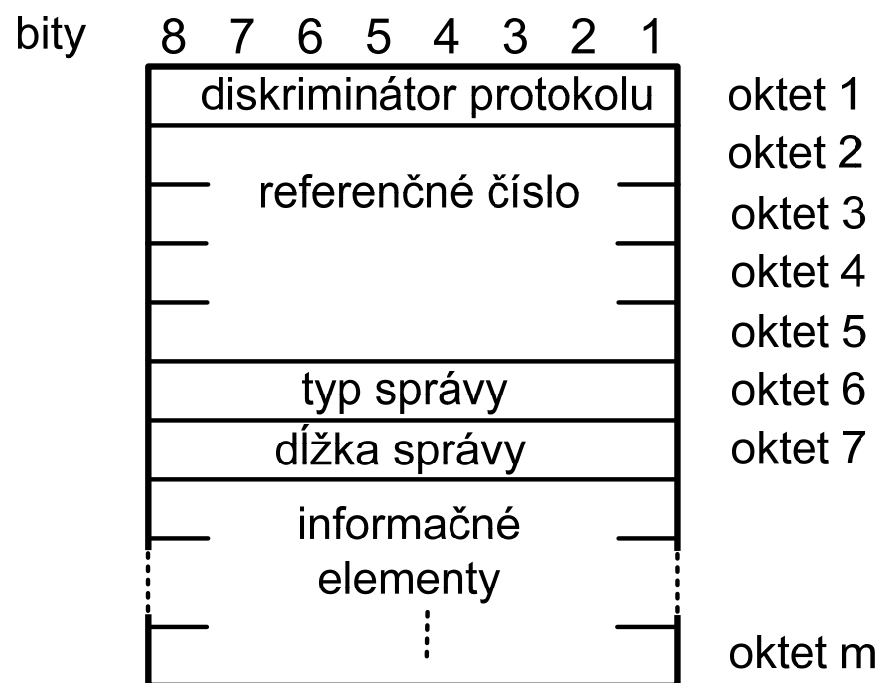 bity 8 7 6 5 4 3 2 1
diskriminátor protokolu oktet 1
oktet 2
referenčné číslo
oktet 3
oktet 4
oktet 5
typ správy oktet 6
dĺžka správy oktet 7
informačné
elementy
oktet m